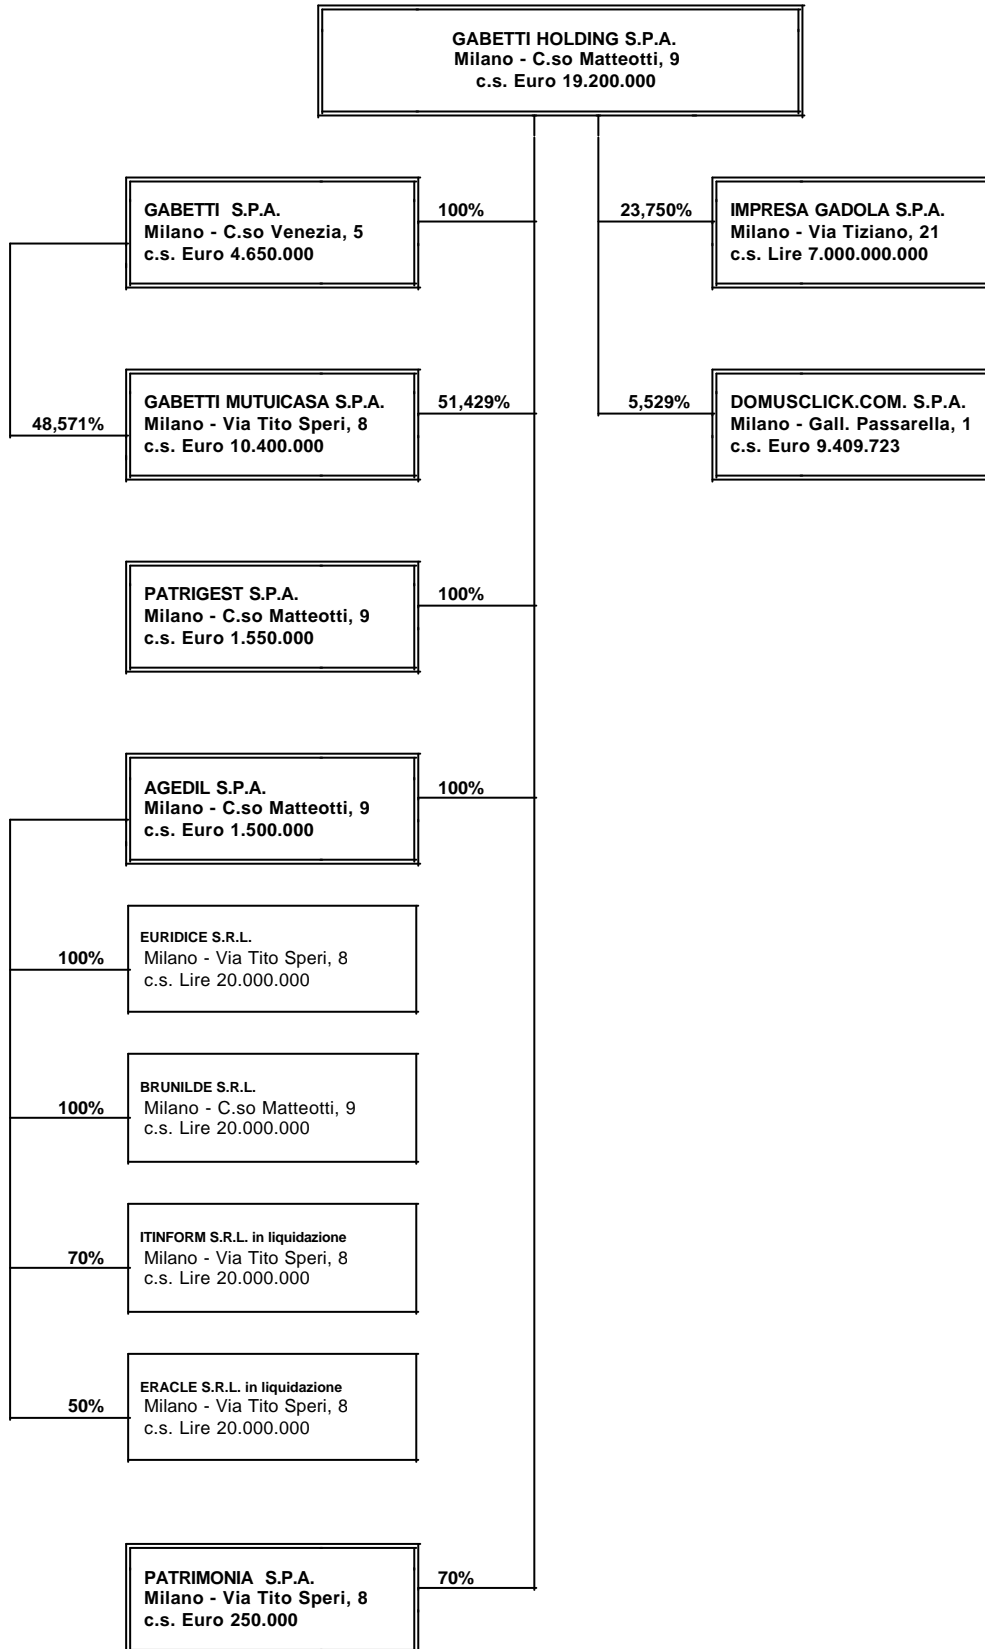 GABETTI HOLDING S.P.A.
Milano - C.so Matteotti, 9
c.s. Euro 19.200.000
GABETTI S.P.A.
Milano - C.so Venezia, 5
c.s. Euro 4.650.000
100%
23,750%
IMPRESA GADOLA S.P.A.
Milano - Via Tiziano, 21
c.s. Lire 7.000.000.000
48,571%
GABETTI MUTUICASA S.P.A.
Milano - Via Tito Speri, 8
c.s. Euro 10.400.000
51,429%
5,529%
DOMUSCLICK.COM. S.P.A.
Milano - Gall. Passarella, 1
c.s. Euro 9.409.723
PATRIGEST S.P.A.
Milano - C.so Matteotti, 9
c.s. Euro 1.550.000
100%
AGEDIL S.P.A.
Milano - C.so Matteotti, 9
c.s. Euro 1.500.000
100%
100%
EURIDICE S.R.L.
Milano - Via Tito Speri, 8
c.s. Lire 20.000.000
100%
BRUNILDE S.R.L.
Milano - C.so Matteotti, 9
c.s. Lire 20.000.000
70%
ITINFORM S.R.L. in liquidazione
Milano - Via Tito Speri, 8
c.s. Lire 20.000.000
50%
ERACLE S.R.L. in liquidazione
Milano - Via Tito Speri, 8
c.s. Lire 20.000.000
PATRIMONIA S.P.A.
Milano - Via Tito Speri, 8
c.s. Euro 250.000
70%